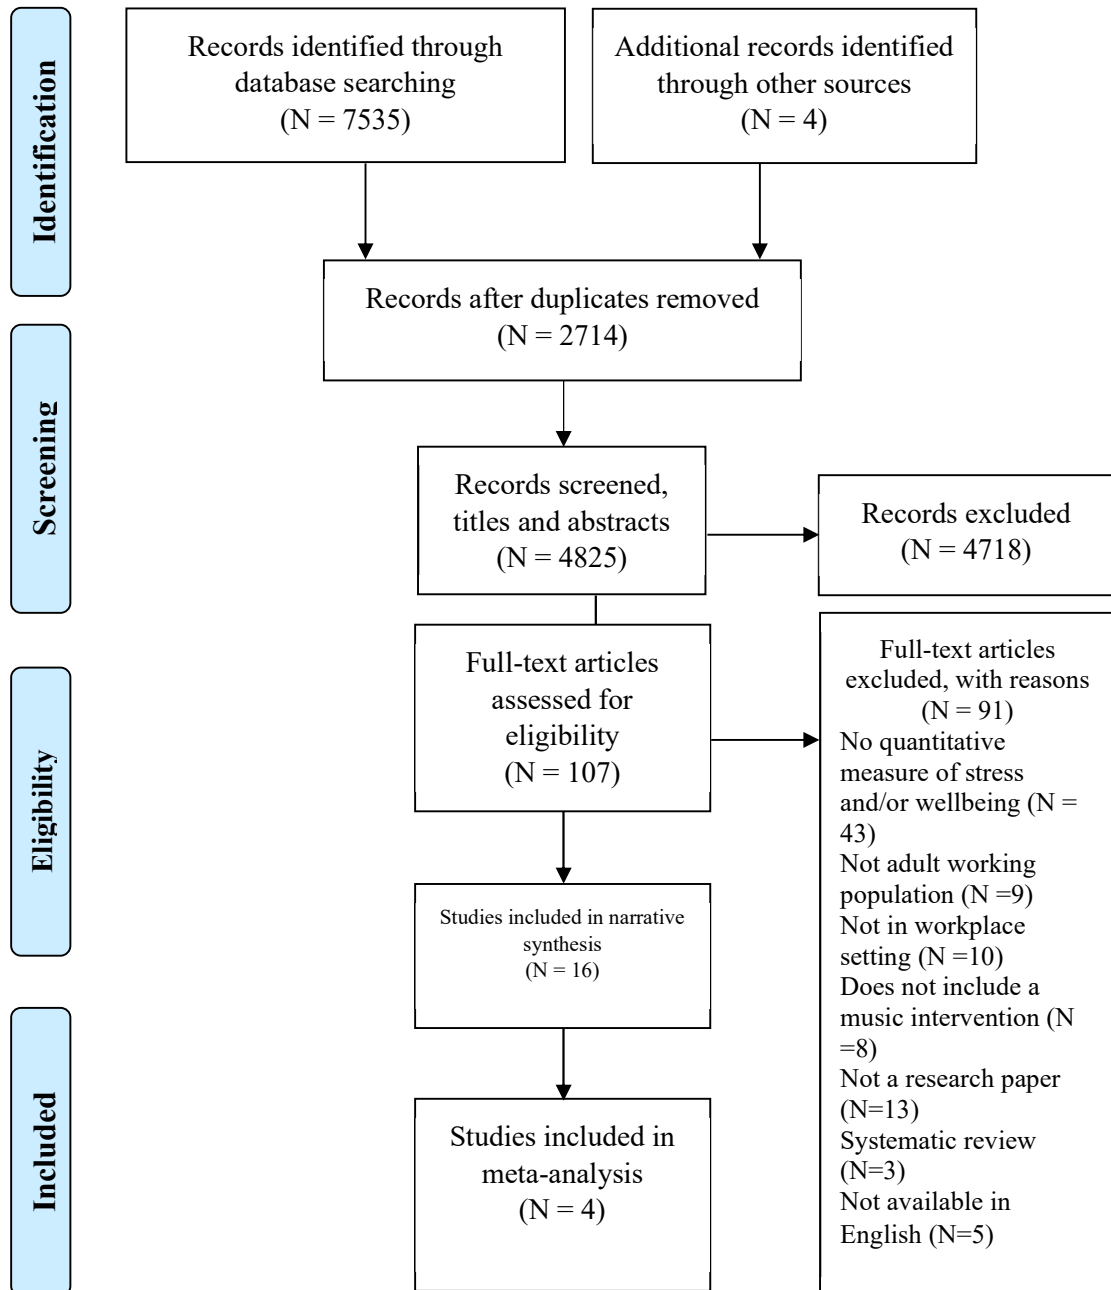 Identification
Records identified through
database searching
(N = 7535)
Additional records identified
through other sources
(N = 4)
Records after duplicates removed
(N = 2714)
Screening
Records screened,
titles and abstracts
(N = 4825)
Records excluded
(N = 4718)
Eligibility
Full-text articles
assessed for
eligibility
(N = 107)
Full-text articles
excluded, with reasons
(N = 91)
No quantitative
measure of stress
and/or wellbeing (N =
43)
Not adult working
population (N =9)
Not in workplace
setting (N =10)
Does not include a
music intervention (N
=8)
Not a research paper
(N=13)
Systematic review
(N=3)
Not available in
English (N=5)
Studies included in narrative
synthesis
(N = 16)
Included
Studies included in
meta-analysis
(N = 4)